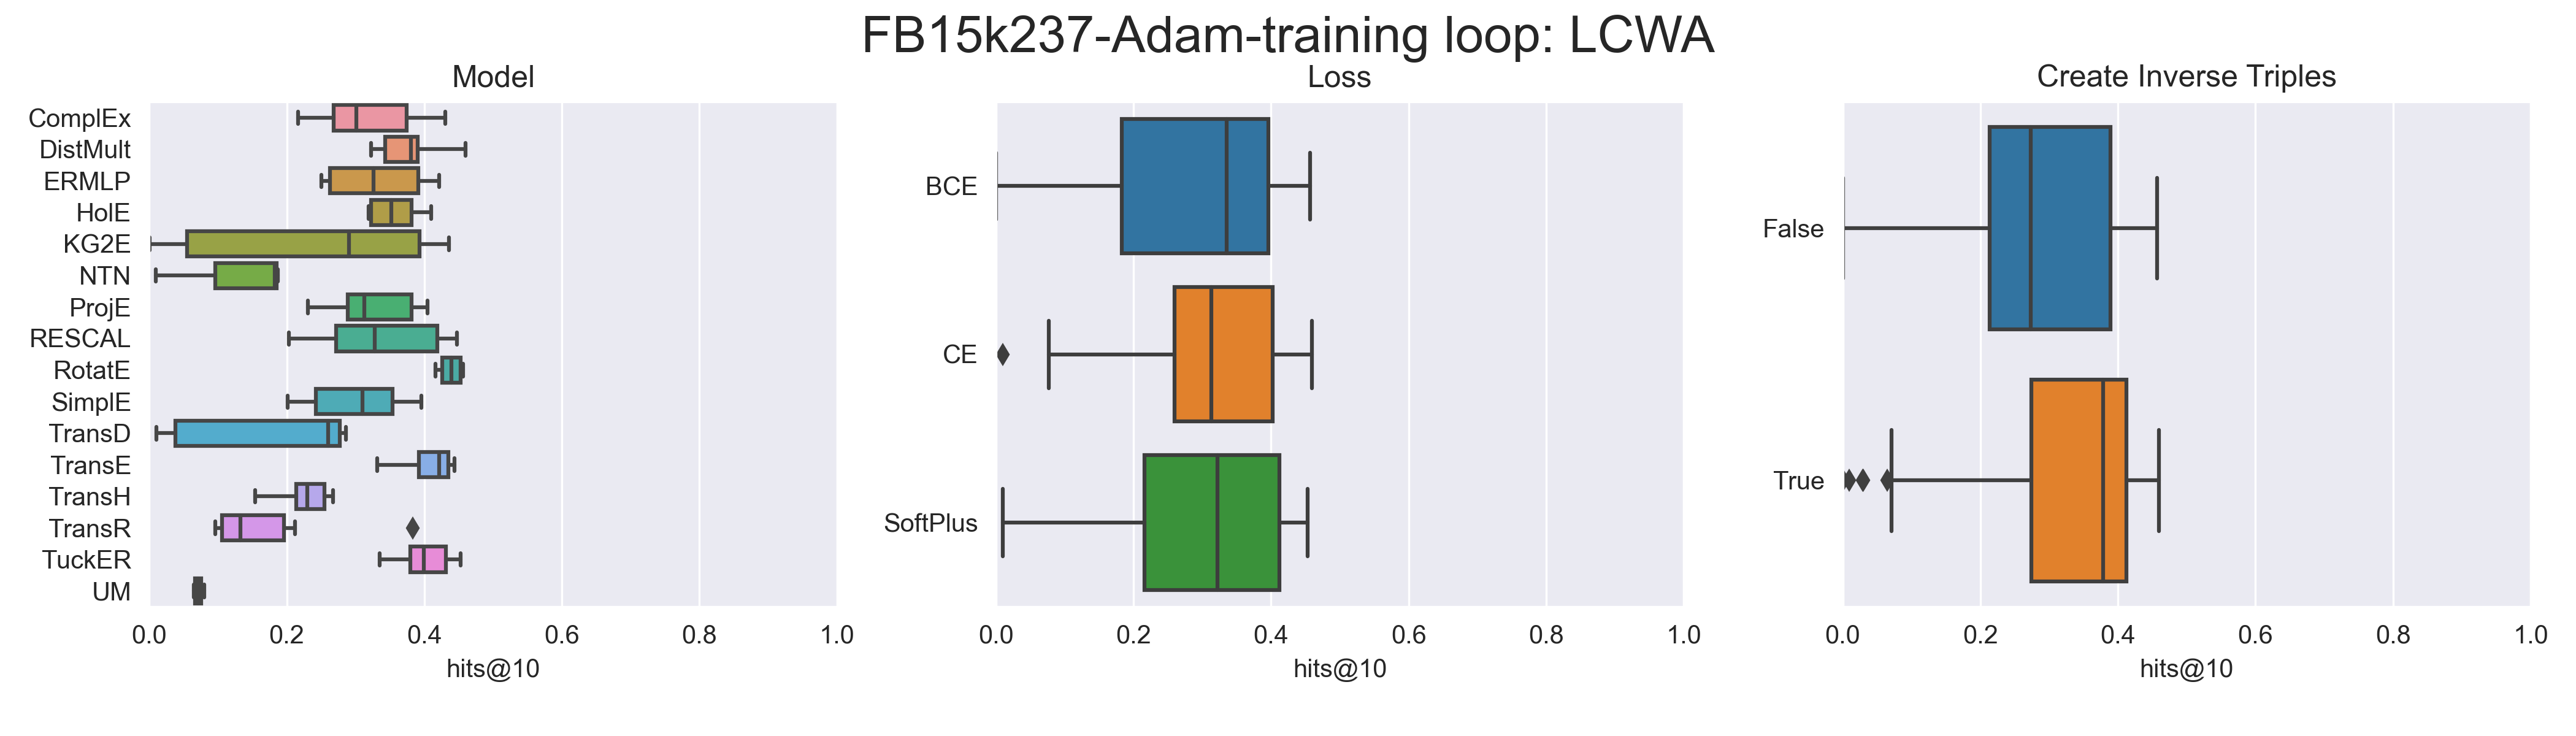 FB15k237-Adam-training loop: LCWA
Model
ComplEx
DistMult
ERMLP
HolE
KG2E
NTN
ProjE
RESCAL
RotatE
SimplE
TransD
TransE
TransH
TransR
TuckER
UM
0.0 0.2 0.4 0.6 0.8 1.0
hits@10
Loss
BCE
CE
SoftPlus
0.0 0.2 0.4 0.6 0.8 1.0
hits@10
Create Inverse Triples
False
True
0.0 0.2 0.4 0.6 0.8 1.0
hits@10